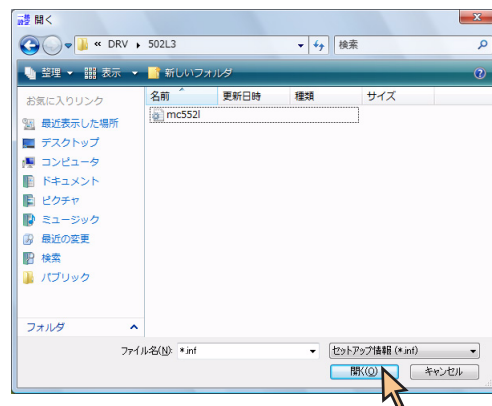 開く
« DRV ▸ 502L3
検索
整理 表示 新しいフォルダ
お気に入りリンク
最近表示した場所
デスクトップ
コンピュータ
ドキュメント
ピクチャ
ミュージック
最近の変更
検索
パブリック
フォルダ
名前 更新日時 種類 サイズ
mc552l
ファイル名(N): *.inf
セットアップ情報 (*.inf)
開く(O) キャンセル